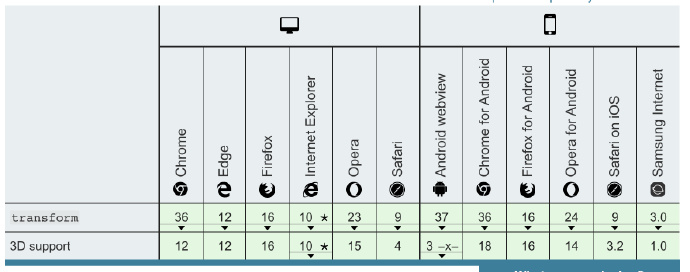 Chrome
Edge
Firefox
Internet Explorer
Opera
Safari
Android webview
Chrome for Android
Firefox for Android
Opera for Android
Safari on iOS
Samsung Internet
transform 36 12 16 10 * 23 9 37 36 16 24 9 3.0
3D support 12 12 16 10 * 15 4 3 -x- 18 16 14 3.2 1.0